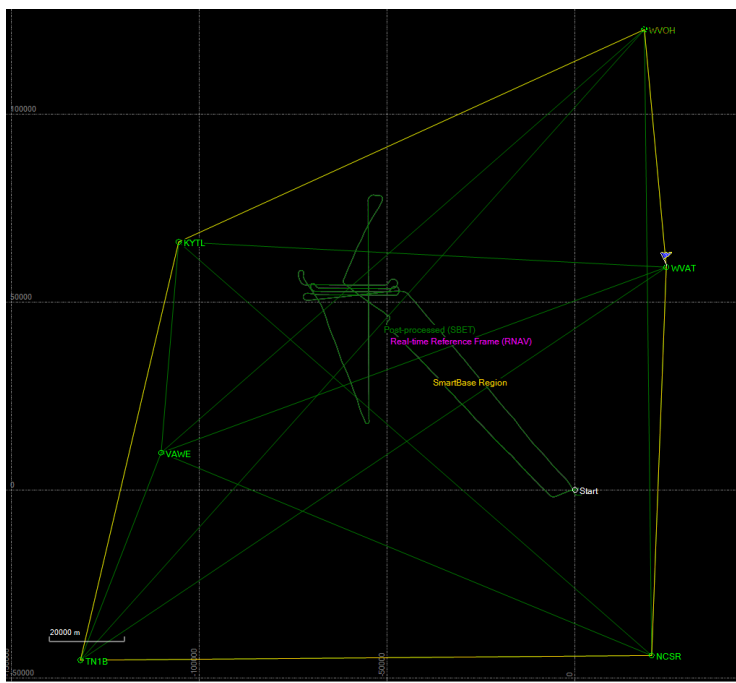 WVOH
100000
KYTL
WVAT
50000
Post-processed (SBET)
Real-time Reference Frame (RNAV)
SmartBase Region
VAWE
0
Start
20000 m
TN1B
NCSR
-100000
-50000
0
-50000